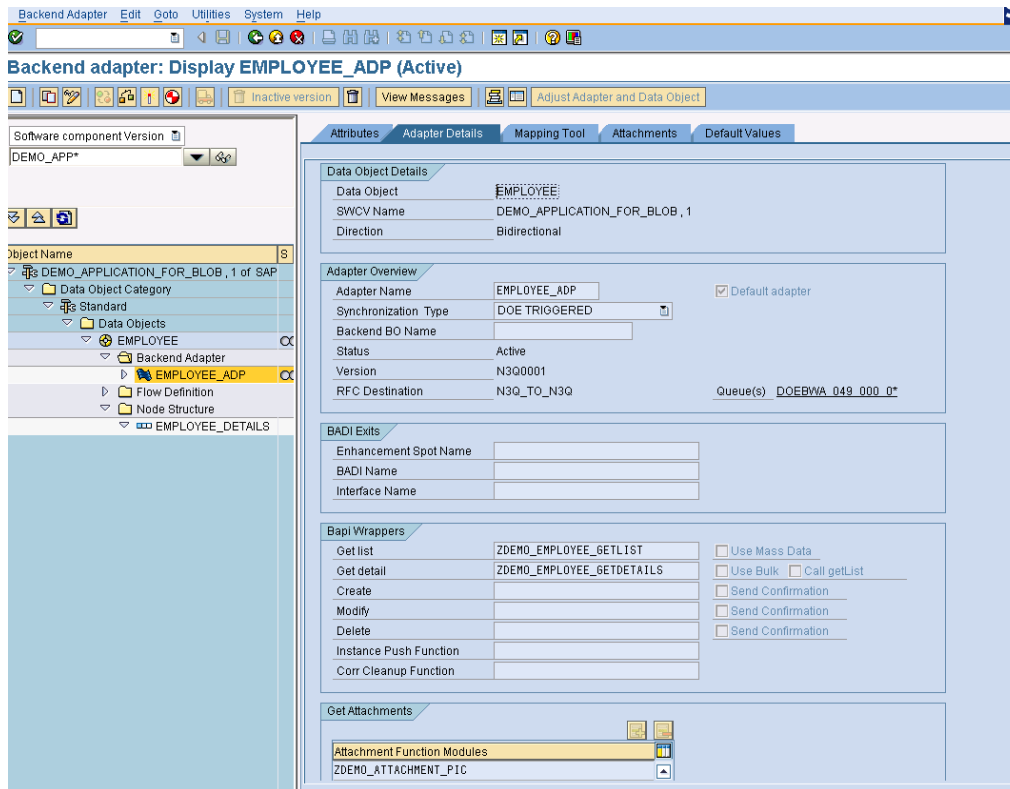 Backend Adapter Edit Goto Utilities System Help
Backend adapter: Display EMPLOYEE_ADP (Active)
Inactive version View Messages Adjust Adapter and Data Object
Software component Version
DEMO_APP*
Object Name S
DEMO_APPLICATION_FOR_BLOB , 1 of SAP
Data Object Category
Standard
Data Objects
EMPLOYEE
Backend Adapter
EMPLOYEE_ADP
Flow Definition
Node Structure
EMPLOYEE_DETAILS
Attributes Adapter Details Mapping Tool Attachments Default Values
Data Object Details
Data Object EMPLOYEE
SWCV Name DEMO_APPLICATION_FOR_BLOB , 1
Direction Bidirectional
Adapter Overview
Adapter Name EMPLOYEE_ADP Default adapter
Synchronization Type DOE TRIGGERED
Backend BO Name
Status Active
Version N3Q0001
RFC Destination N3Q_TO_N3Q Queue(s) DOEBWA_049_000_0*
BADI Exits
Enhancement Spot Name
BADI Name
Interface Name
Bapi Wrappers
Get list ZDEMO_EMPLOYEE_GETLIST Use Mass Data
Get detail ZDEMO_EMPLOYEE_GETDETAILS Use Bulk Call getList
Create Send Confirmation
Modify Send Confirmation
Delete Send Confirmation
Instance Push Function
Corr Cleanup Function
Get Attachments
Attachment Function Modules
ZDEMO_ATTACHMENT_PIC